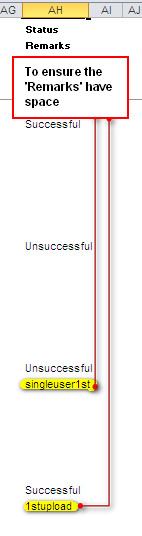 AG AH AI AJ
Status
Remarks
To ensure the
'Remarks' have
space
Successful
Unsuccessful
Unsuccessful
singleuser1st
Successful
1stupload